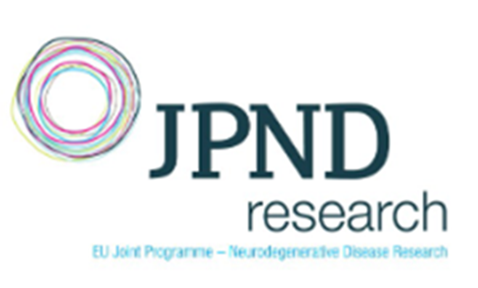 JPND
research
EU Joint Programme – Neurodegenerative Disease Research